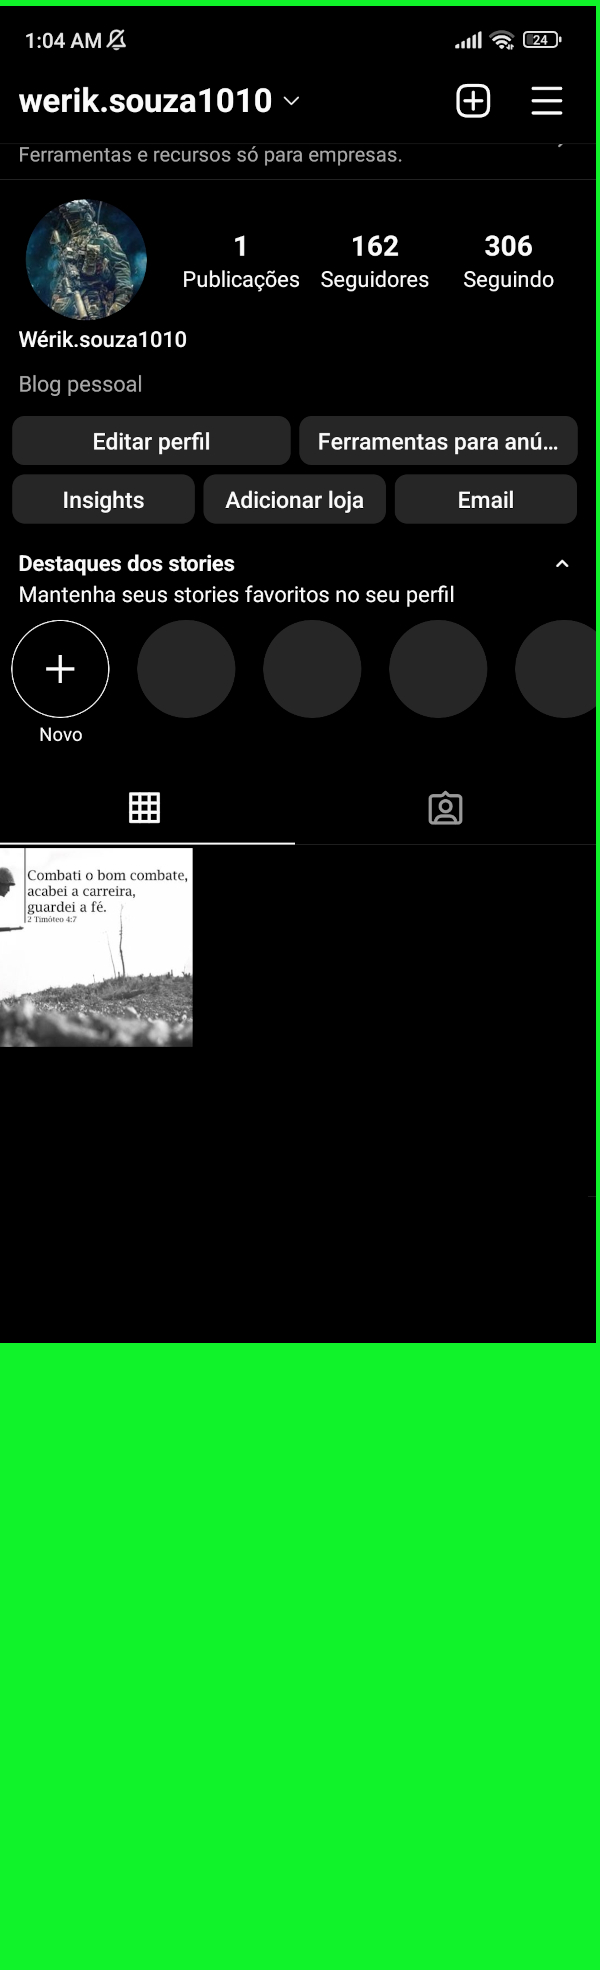 1:04 AM
24
werik.souza1010
Ferramentas e recursos só para empresas.
1 162 306
Publicações Seguidores Seguindo
Wérik.souza1010
Blog pessoal
Editar perfil Ferramentas para anú...
Insights Adicionar loja Email
Destaques dos stories
Mantenha seus stories favoritos no seu perfil
Novo
Combati o bom combate,
acabei a carreira,
guardei a fé.
2 Timóteo 4:7